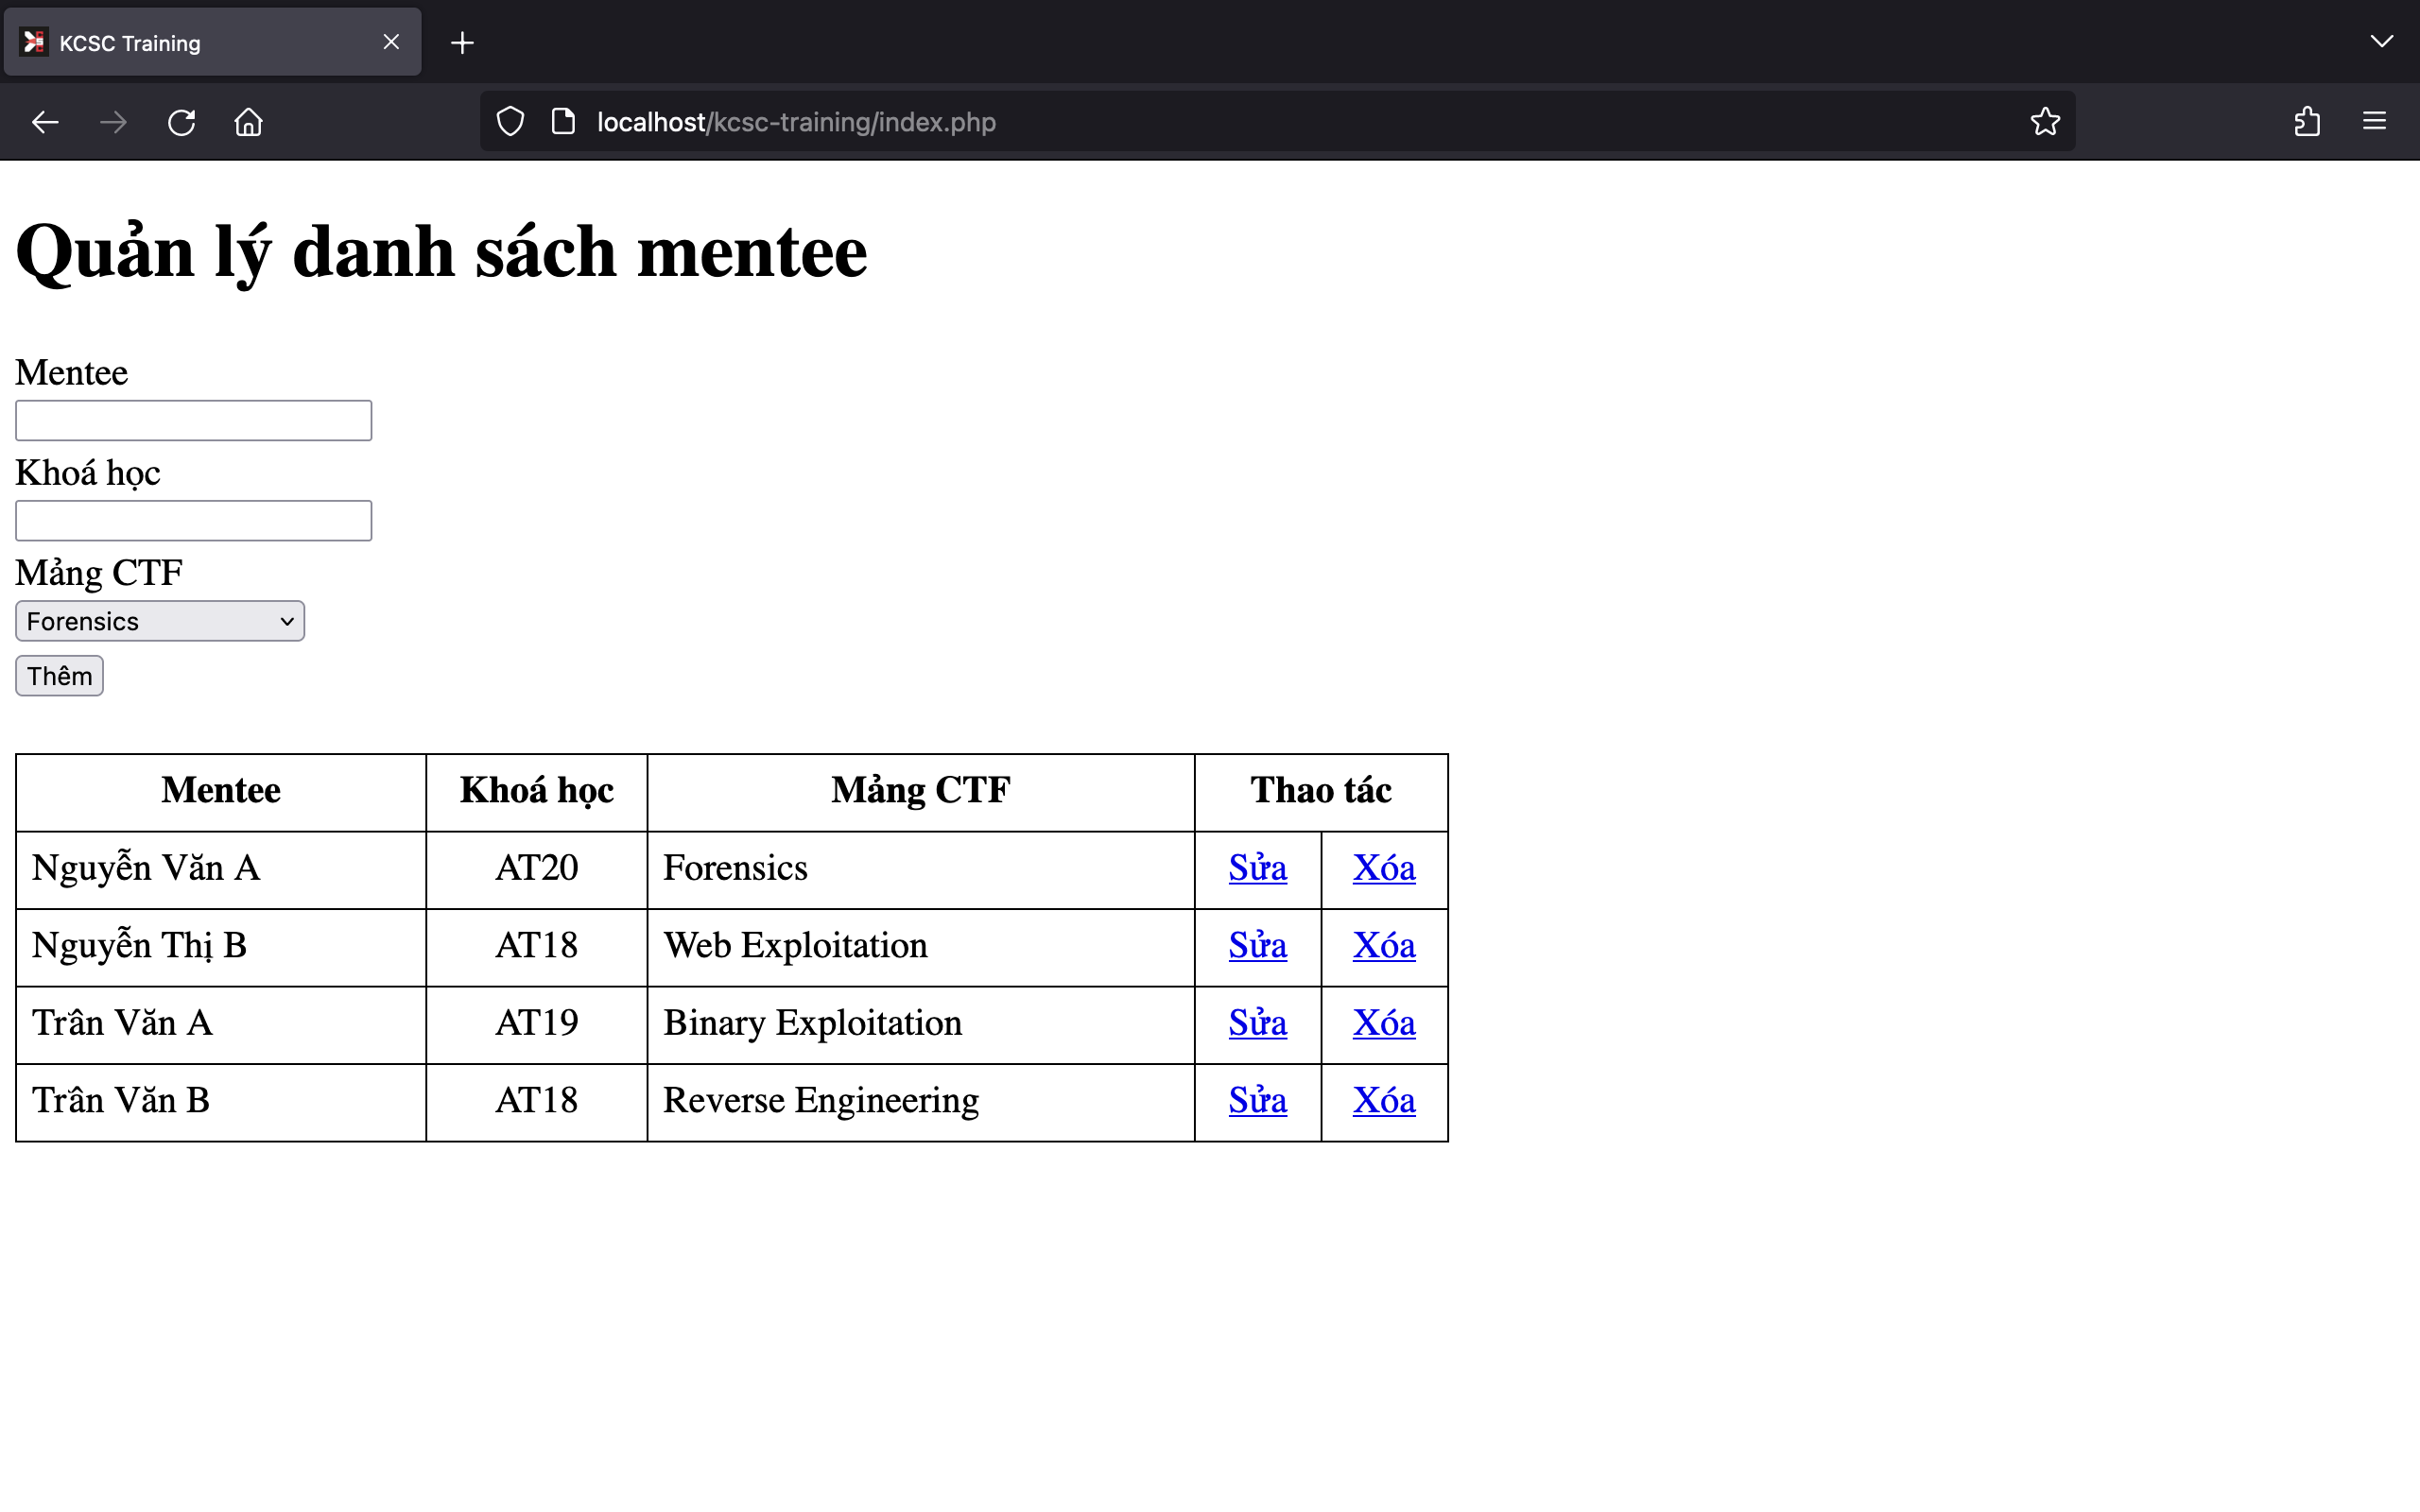 KCSC Training
localhost/kcsc-training/index.php
Quản lý danh sách mentee
Mentee
Khoá học
Mảng CTF
Forensics
Thêm
Mentee Khoá học Mảng CTF Thao tác
Nguyễn Văn A AT20 Forensics Sửa Xóa
Nguyễn Thị B AT18 Web Exploitation Sửa Xóa
Trân Văn A AT19 Binary Exploitation Sửa Xóa
Trân Văn B AT18 Reverse Engineering Sửa Xóa